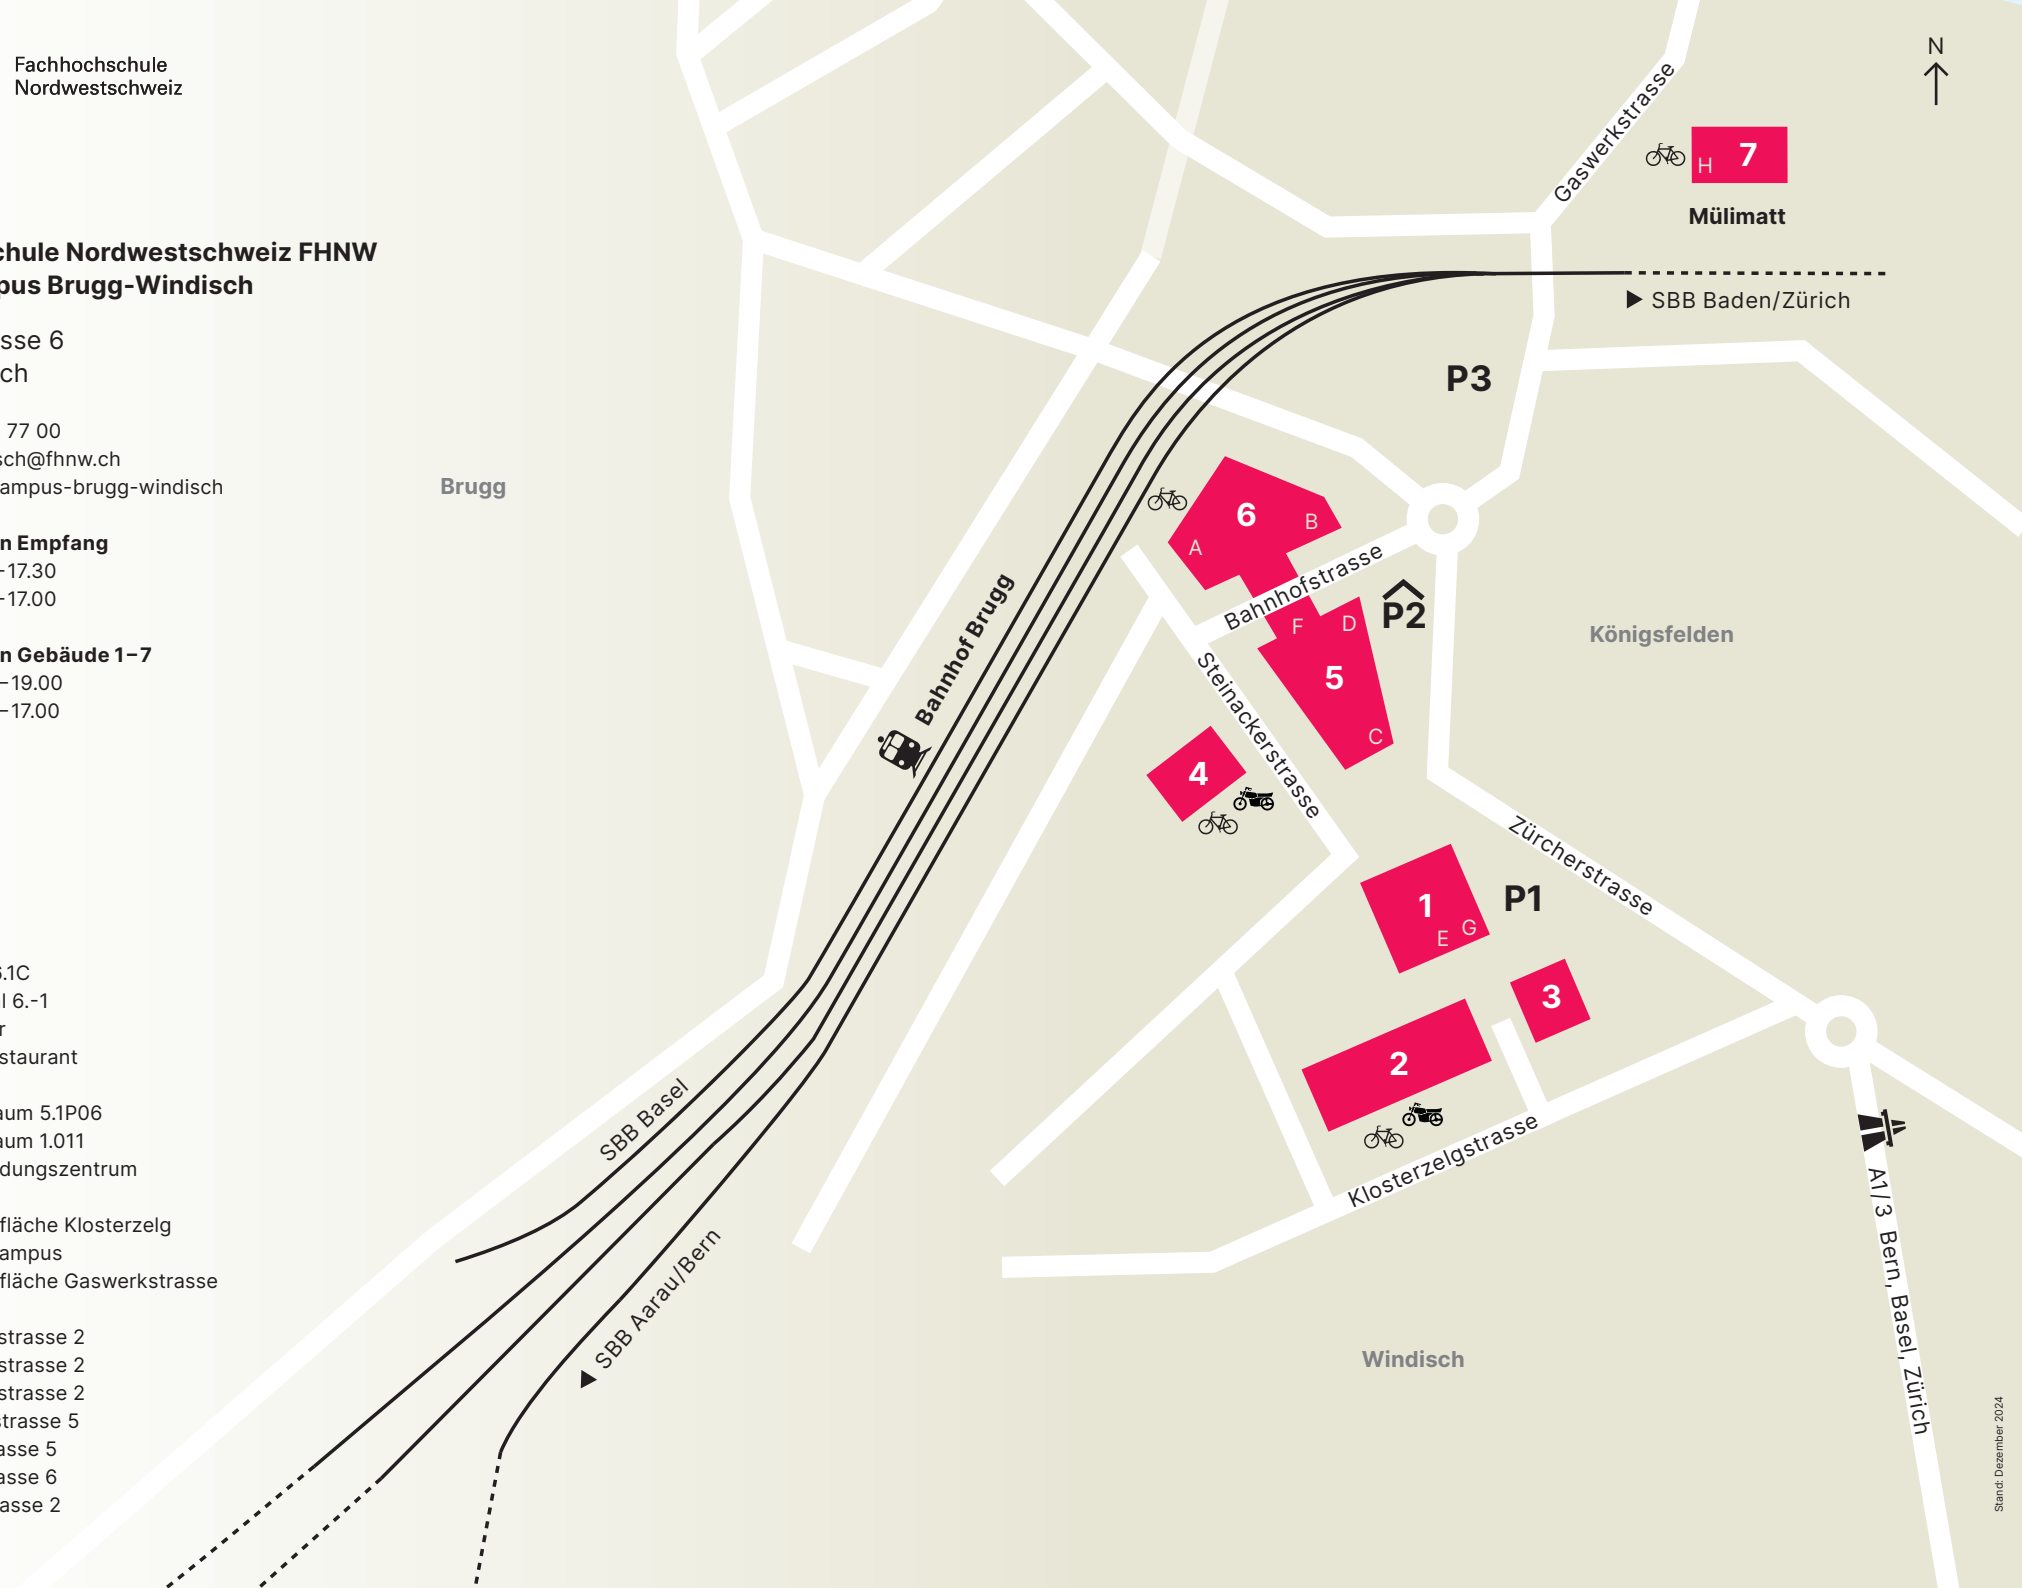 Fachhochschule
Nordwestschweiz
chule Nordwestschweiz FHNW
pus Brugg-Windisch
sse 6
ch
77 00
sch@fhnw.ch
ampus-brugg-windisch
n Empfang
–17.30
–17.00
n Gebäude 1–7
–19.00
–17.00
6.1C
l 6.-1
r
staurant
aum 5.1P06
aum 1.011
dungszentrum
fläche Klosterzelg
ampus
fläche Gaswerkstrasse
strasse 2
strasse 2
strasse 2
strasse 5
asse 5
asse 6
asse 2
N
Gaswerkstrasse
H 7
Mülimatt
SBB Baden/Zürich
P3
Brugg
6
B
A
Bahnhofstrasse
P2
F D
5
C
Königsfelden
Bahnhof Brugg
Steinackerstrasse
4
Zürcherstrasse
1
E G
P1
3
2
Klosterzelgstrasse
SBB Basel
SBB Aarau/Bern
A1/3 Bern, Basel, Zürich
Windisch
Stand: Dezember 2024